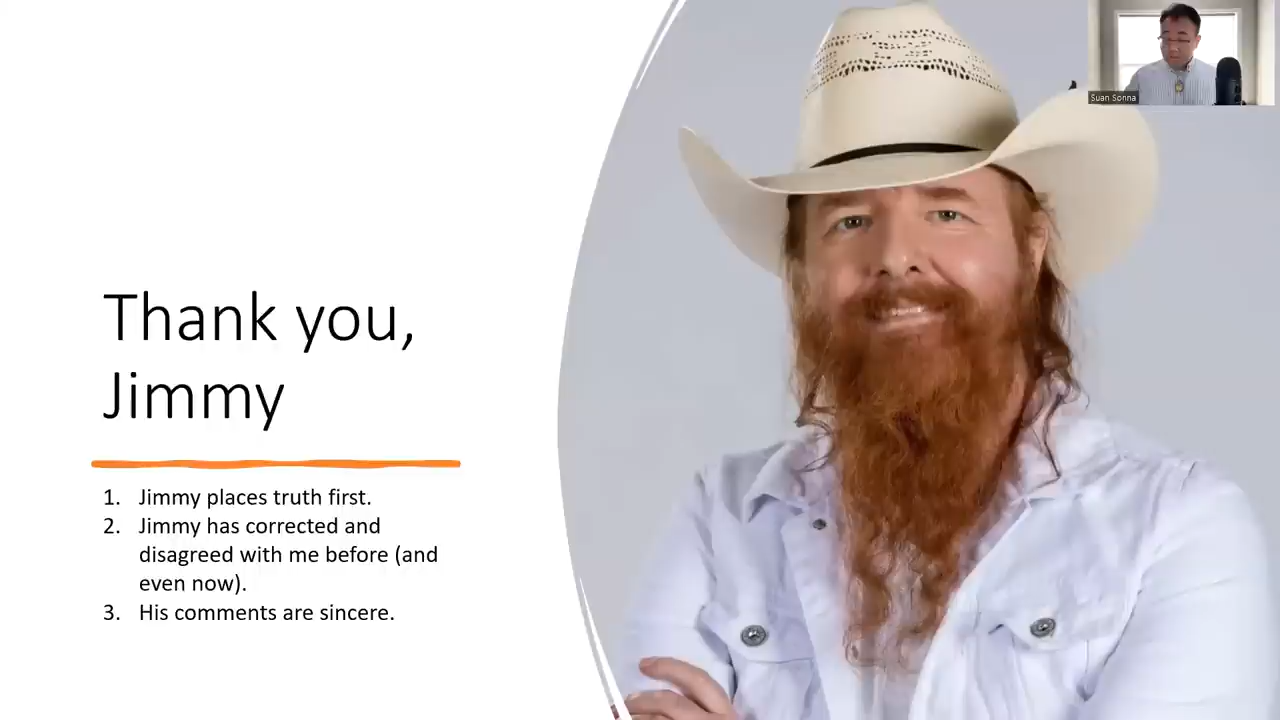 Suan Sonna
Thank you,
Jimmy
1. Jimmy places truth first.
2. Jimmy has corrected and
disagreed with me before (and
even now).
3. His comments are sincere.